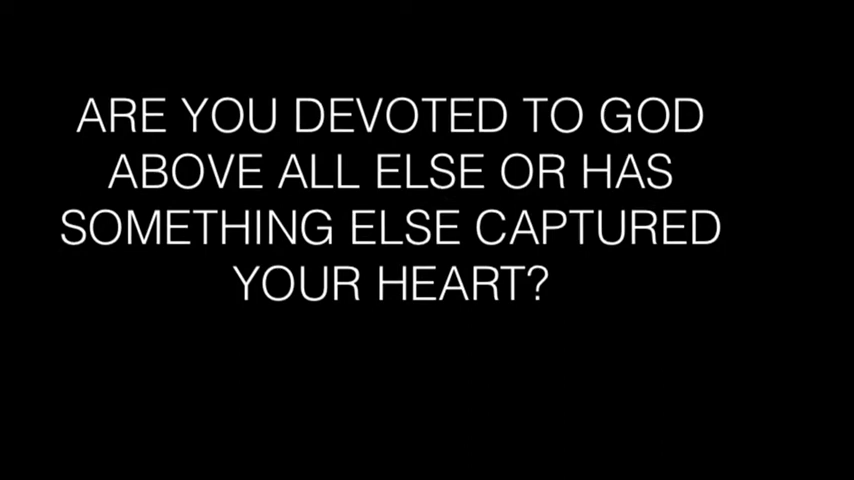 ARE YOU DEVOTED TO GOD
ABOVE ALL ELSE OR HAS
SOMETHING ELSE CAPTURED
YOUR HEART?